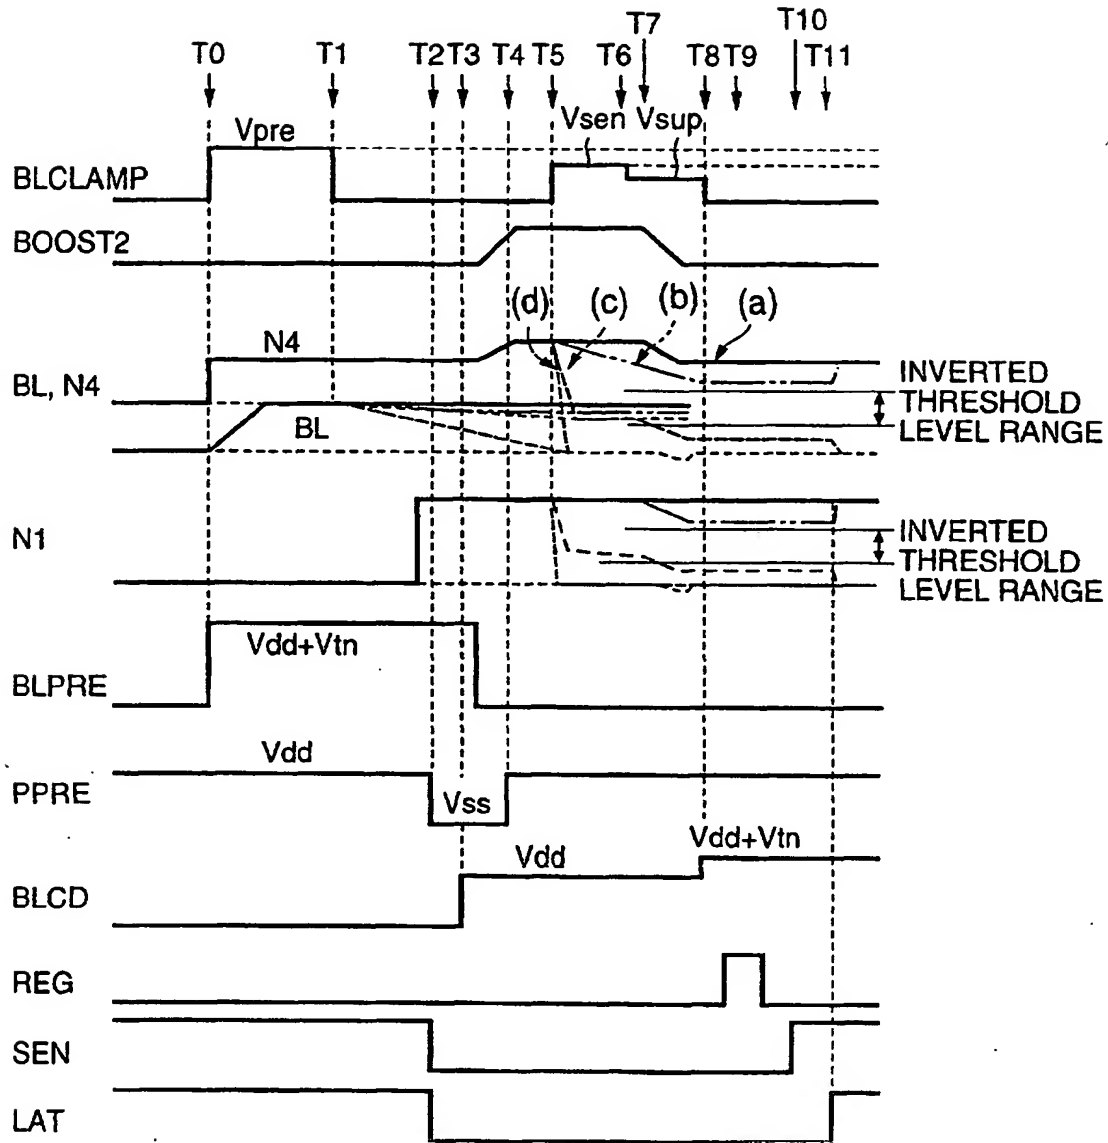 T10
T7
T0 T1 T2 T3 T4 T5 T6 T8 T9 T11
Vsen Vsup
Vpre
BLCLAMP
BOOST2
(d) (c) (b) (a)
N4
BL, N4
INVERTED
THRESHOLD
LEVEL RANGE
BL
N1
INVERTED
THRESHOLD
LEVEL RANGE
Vdd+Vtn
BLPRE
Vdd
PPRE
Vss
Vdd+Vtn
Vdd
BLCD
REG
SEN
LAT